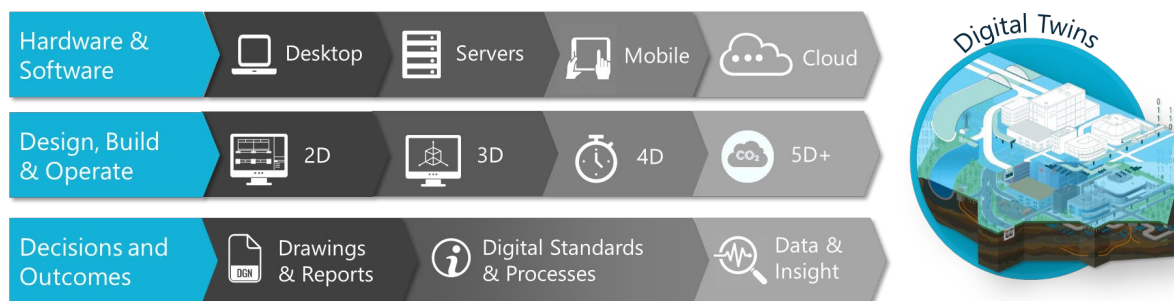 Hardware &
Software
Desktop
Servers
Mobile
Cloud
Digital Twins
Design, Build
& Operate
2D
3D
4D
CO₂
5D+
Decisions and
Outcomes
DGN
Drawings
& Reports
Digital Standards
& Processes
Data &
Insight